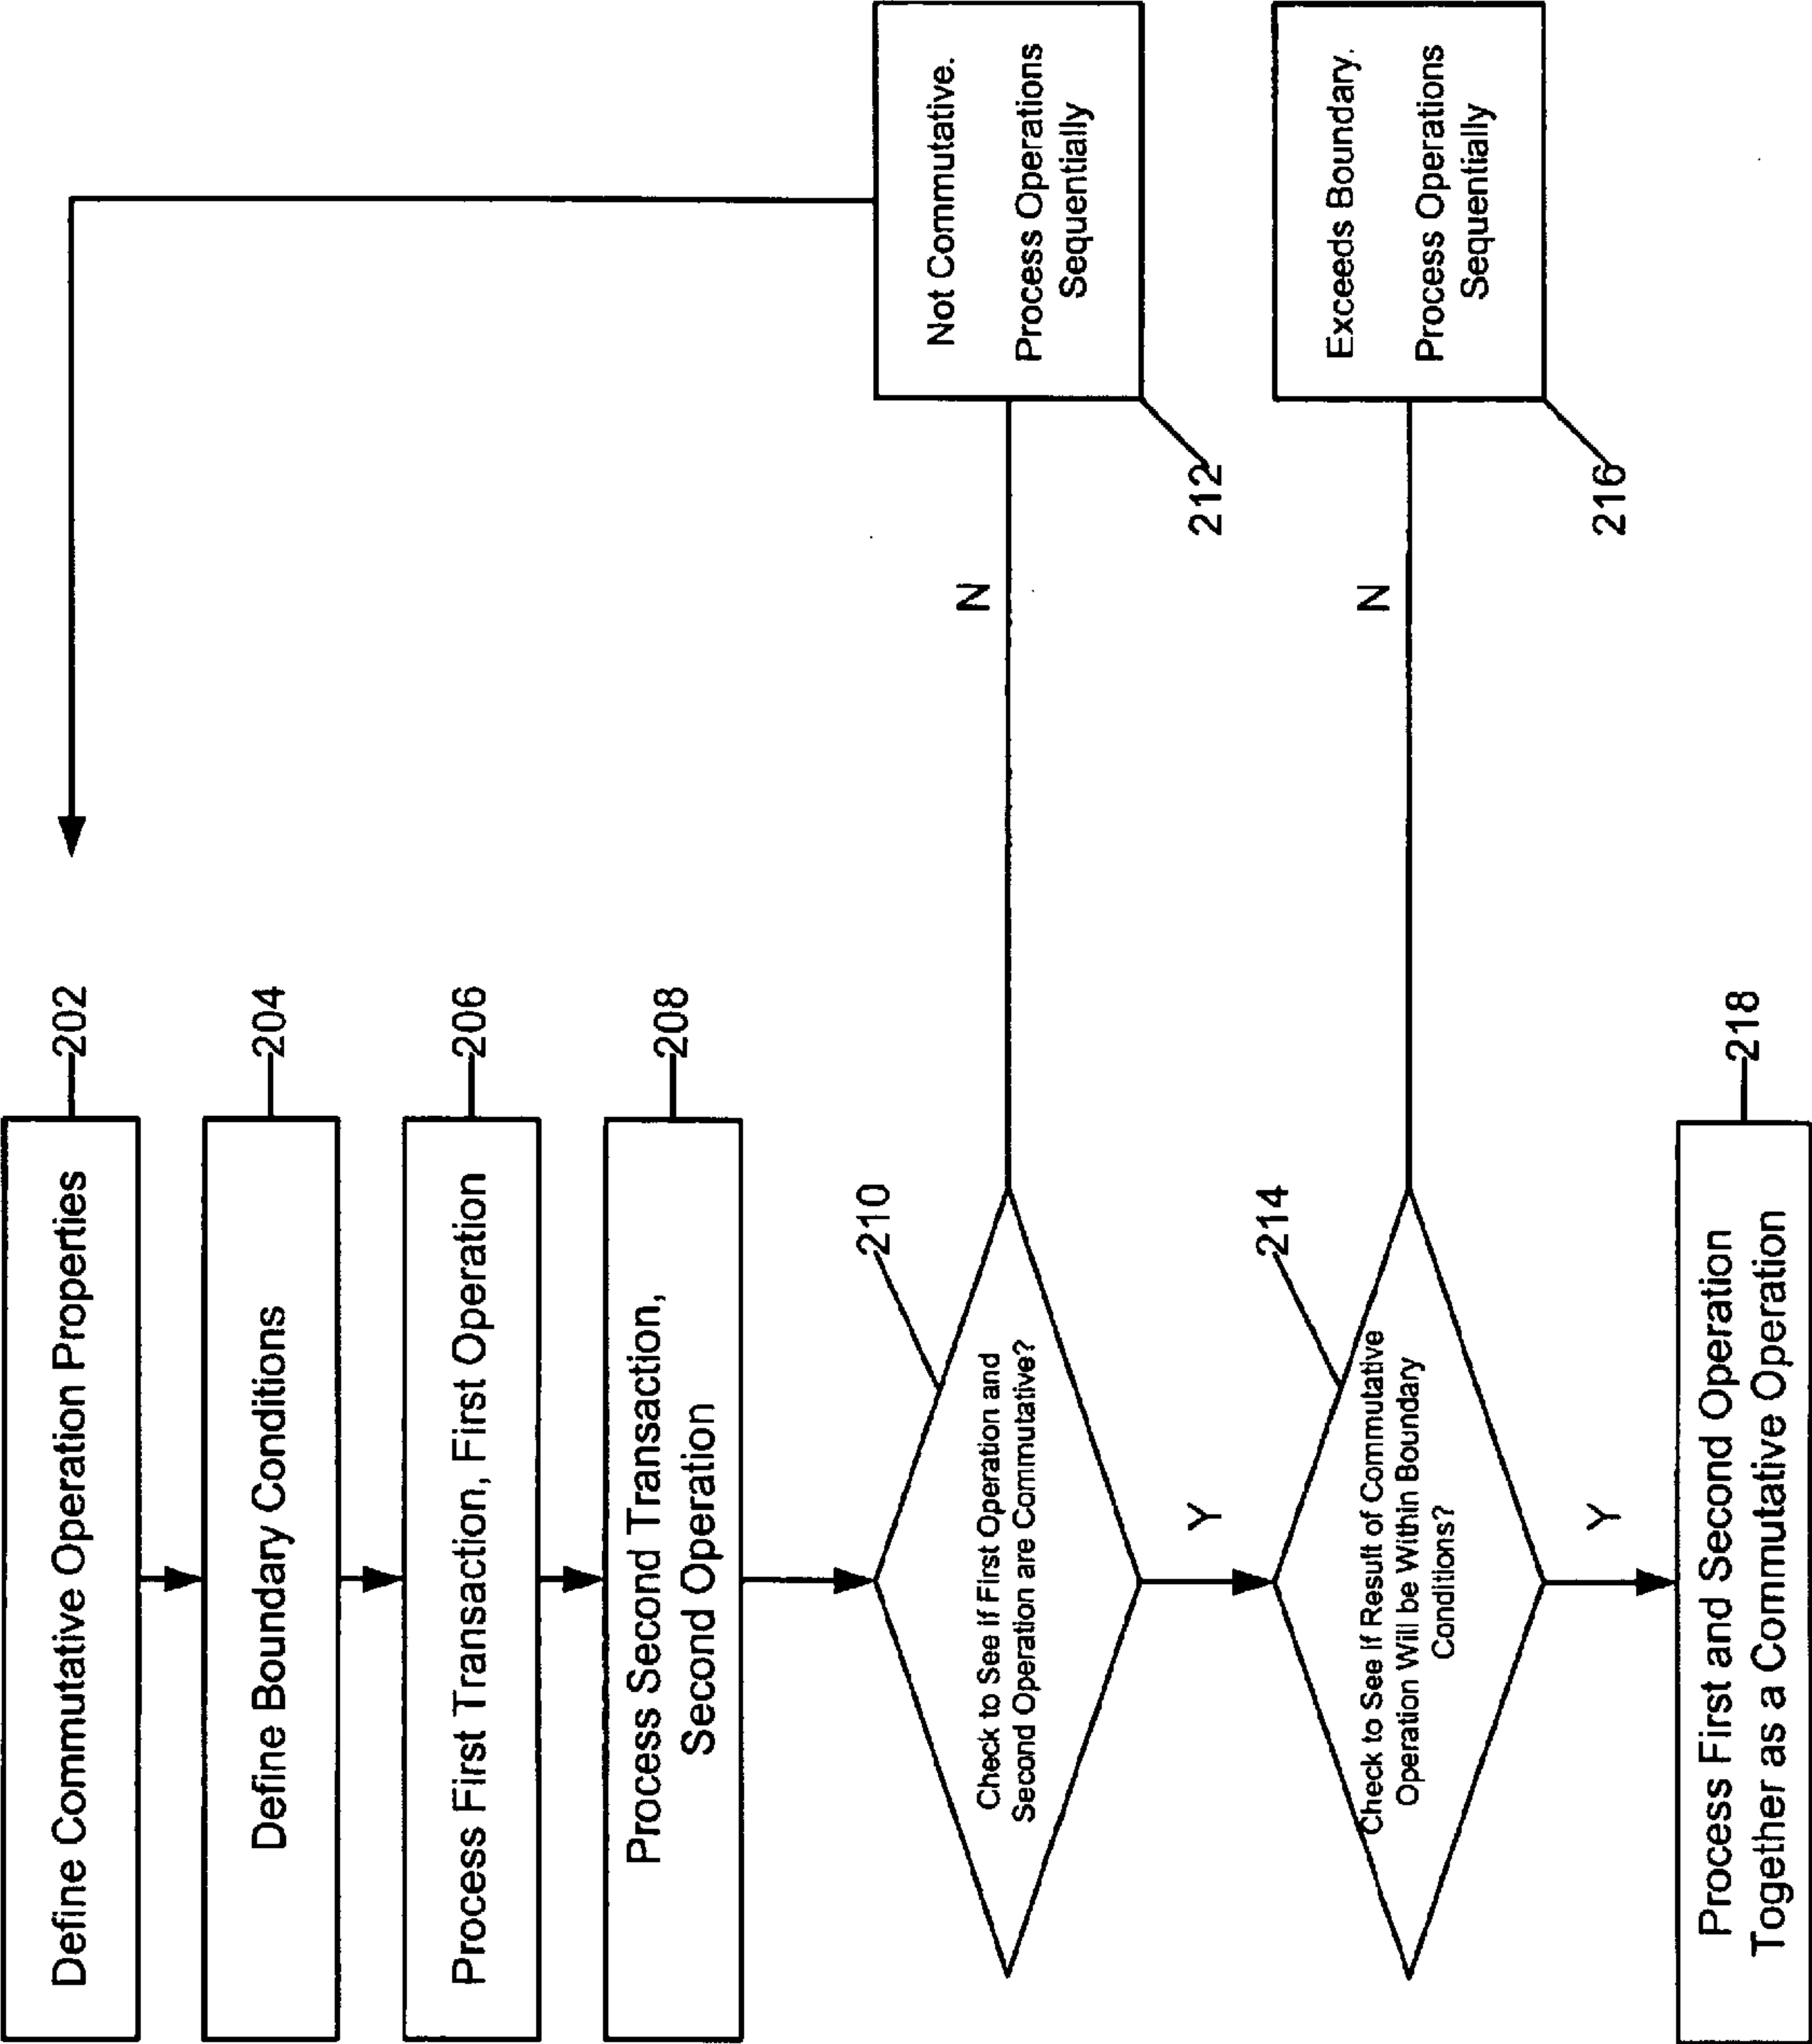 Define Commutative Operation Properties
202
Define Boundary Conditions
204
Process First Transaction, First Operation
206
Process Second Transaction,
Second Operation
208
210
Check to See if First Operation and
Second Operation are Commutative?
N
Not Commutative.
Process Operations
Sequentially
212
Y
214
Check to See if Result of Commutative
Operation Will be Within Boundary
Conditions?
N
Exceeds Boundary.
Process Operations
Sequentially
216
Y
Process First and Second Operation
Together as a Commutative Operation
218